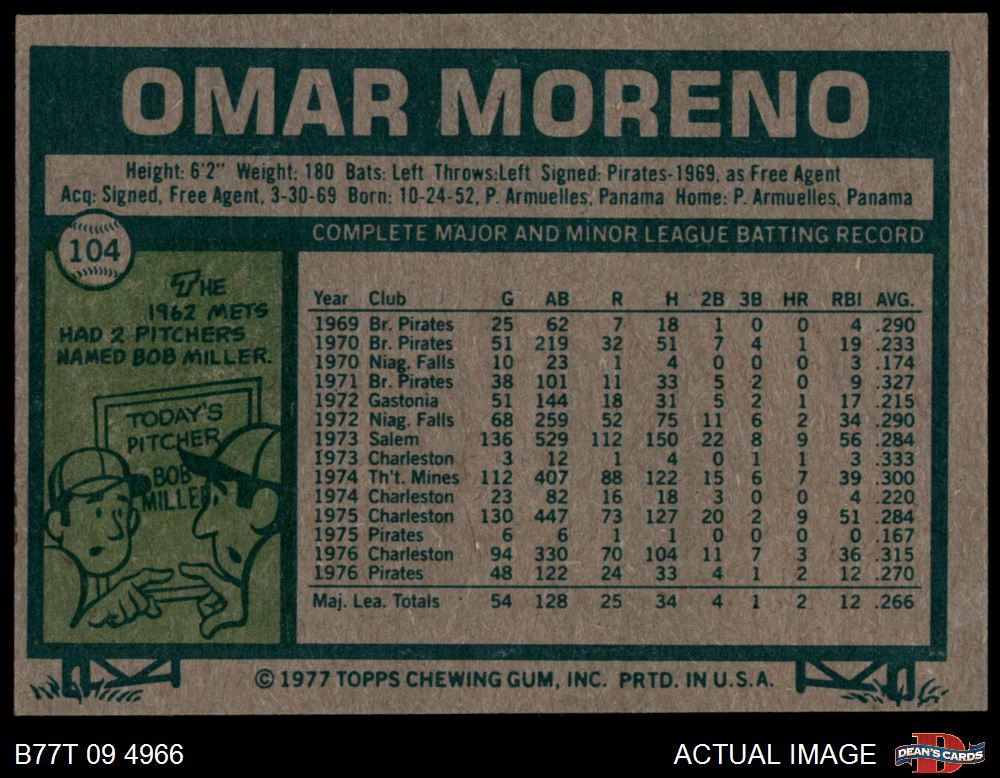 OMAR MORENO
Height: 6'2" Weight: 180 Bats: Left Throws: Left Signed: Pirates-1969, as Free Agent
Acq: Signed, Free Agent, 3-30-69 Born: 10-24-52, P. Armuelles, Panama Home: P. Armuelles, Panama
104
COMPLETE MAJOR AND MINOR LEAGUE BATTING RECORD
THE
1962 METS
HAD 2 PITCHERS
NAMED BOB MILLER.
TODAY'S
PITCHER
BOB
MILLER
Year Club G AB R H 2B 3B HR RBI AVG.
1969 Br. Pirates 25 62 7 18 1 0 0 4 .290
1970 Br. Pirates 51 219 32 51 7 4 1 19 .233
1970 Niag. Falls 10 23 1 4 0 0 0 3 .174
1971 Br. Pirates 38 101 11 33 5 2 0 9 .327
1972 Gastonia 51 144 18 31 5 2 1 17 .215
1972 Niag. Falls 68 259 52 75 11 6 2 34 .290
1973 Salem 136 529 112 150 22 8 9 56 .284
1973 Charleston 3 12 1 4 0 1 1 3 .333
1974 Th't. Mines 112 407 88 122 15 6 7 39 .300
1974 Charleston 23 82 16 18 3 0 0 4 .220
1975 Charleston 130 447 73 127 20 2 9 51 .284
1975 Pirates 6 6 1 1 0 0 0 0 .167
1976 Charleston 94 330 70 104 11 7 3 36 .315
1976 Pirates 48 122 24 33 4 1 2 12 .270
Maj. Lea. Totals 54 128 25 34 4 1 2 12 .266
© 1977 TOPPS CHEWING GUM, INC. PRTD. IN U.S.A.
B77T 09 4966
ACTUAL IMAGE
D
DEAN'S CARDS